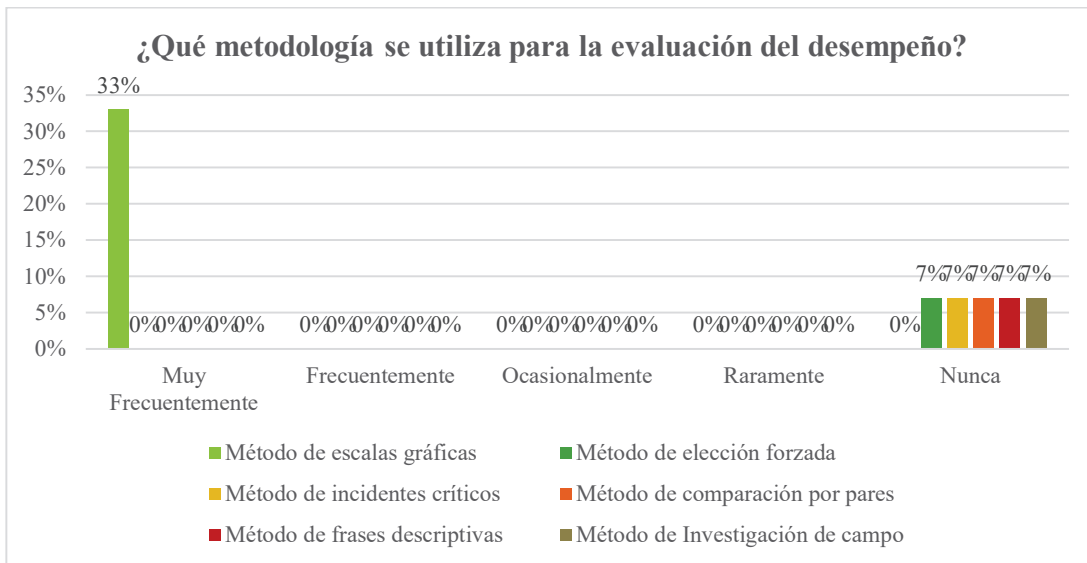 ¿Qué metodología se utiliza para la evaluación del desempeño?
33%
35%
30%
25%
20%
15%
10%
5%
0%
0%0%0%0%0%
0%0%0%0%0%
0%0%0%0%0%
0%0%0%0%0%
0%
7%7%7%7%7%
Muy Frecuentemente
Frecuentemente
Ocasionalmente
Raramente
Nunca
Método de escalas gráficas
Método de elección forzada
Método de incidentes críticos
Método de comparación por pares
Método de frases descriptivas
Método de Investigación de campo